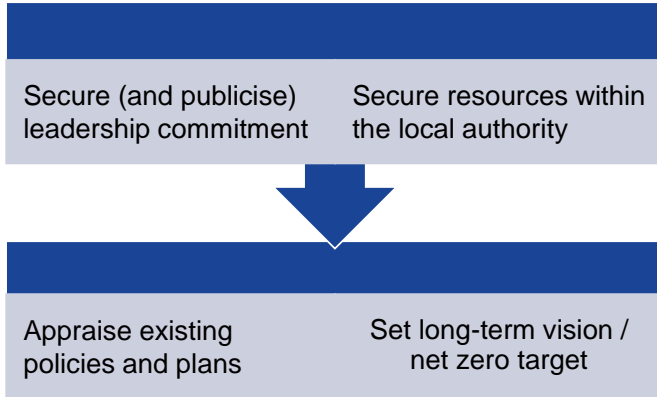 Secure (and publicise)
leadership commitment
Secure resources within
the local authority
Appraise existing
policies and plans
Set long-term vision /
net zero target